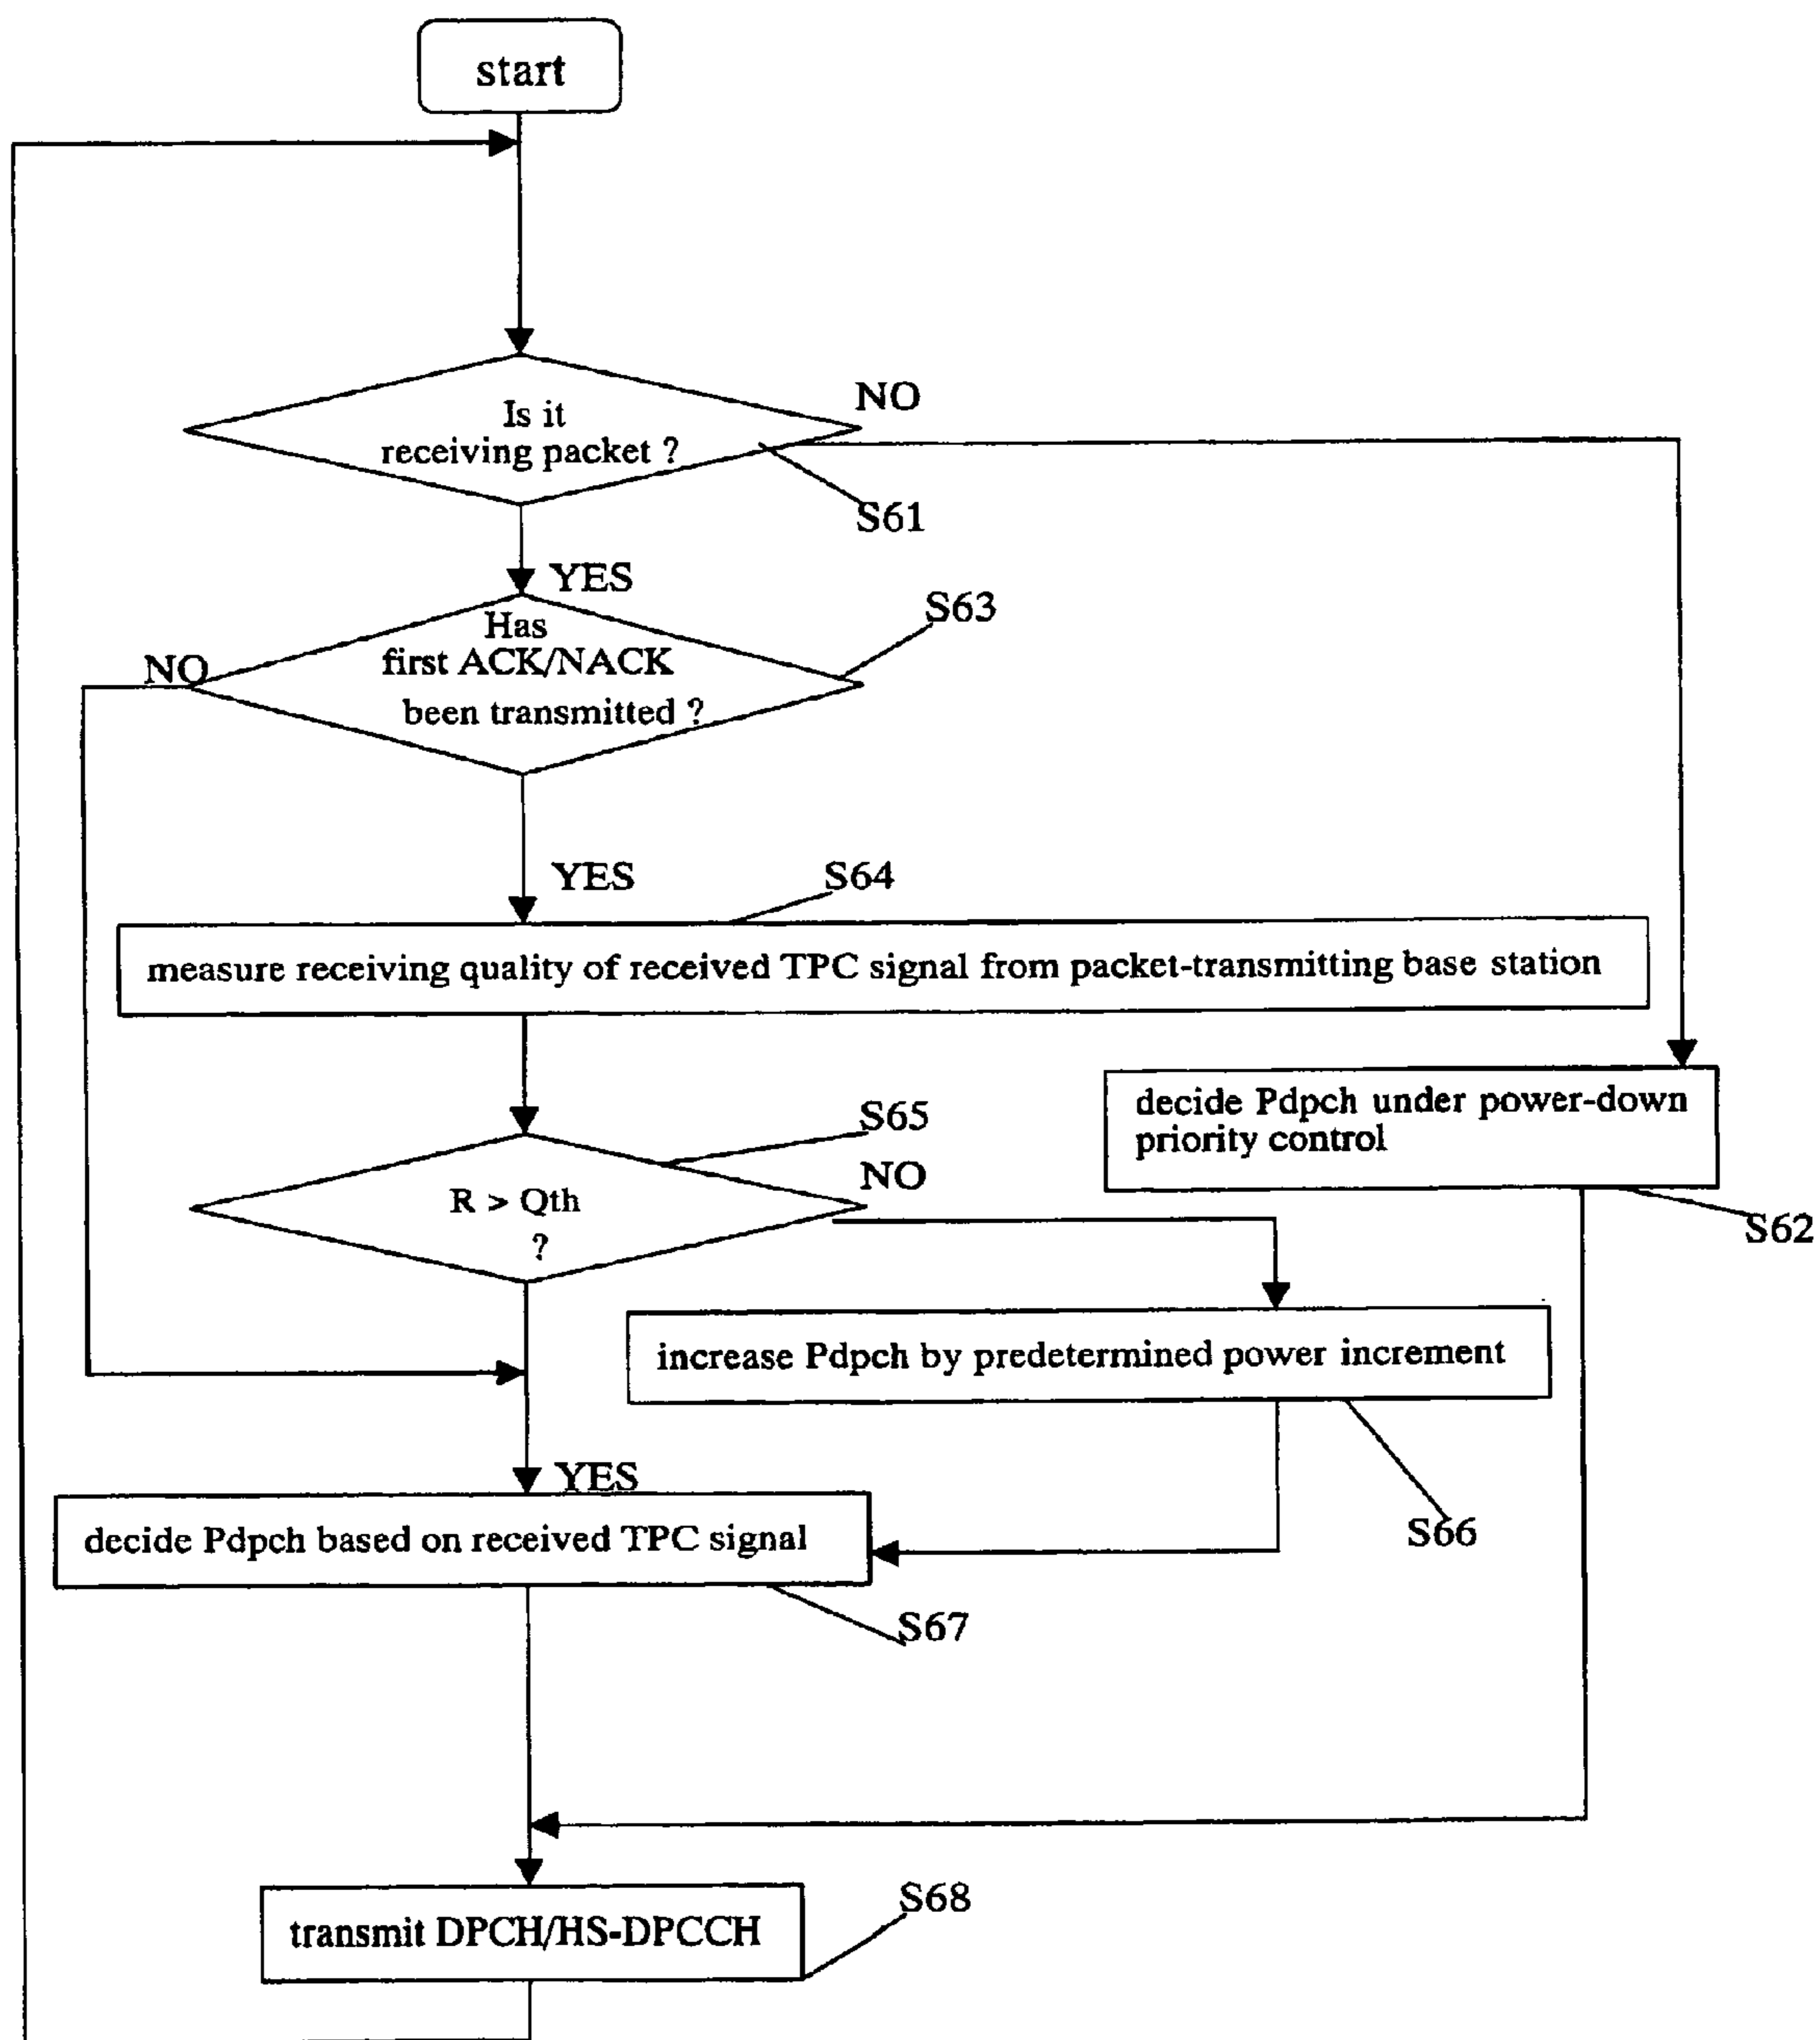 start
NO
Is it
receiving packet ?
S61
YES
S63
Has
first ACK/NACK
been transmitted ?
NO
YES
S64
measure receiving quality of received TPC signal from packet-transmitting base station
decide Pdpch under power-down
priority control
S62
S65
NO
R > Qth
?
increase Pdpch by predetermined power increment
S66
YES
decide Pdpch based on received TPC signal
S67
transmit DPCH/HS-DPCCH
S68